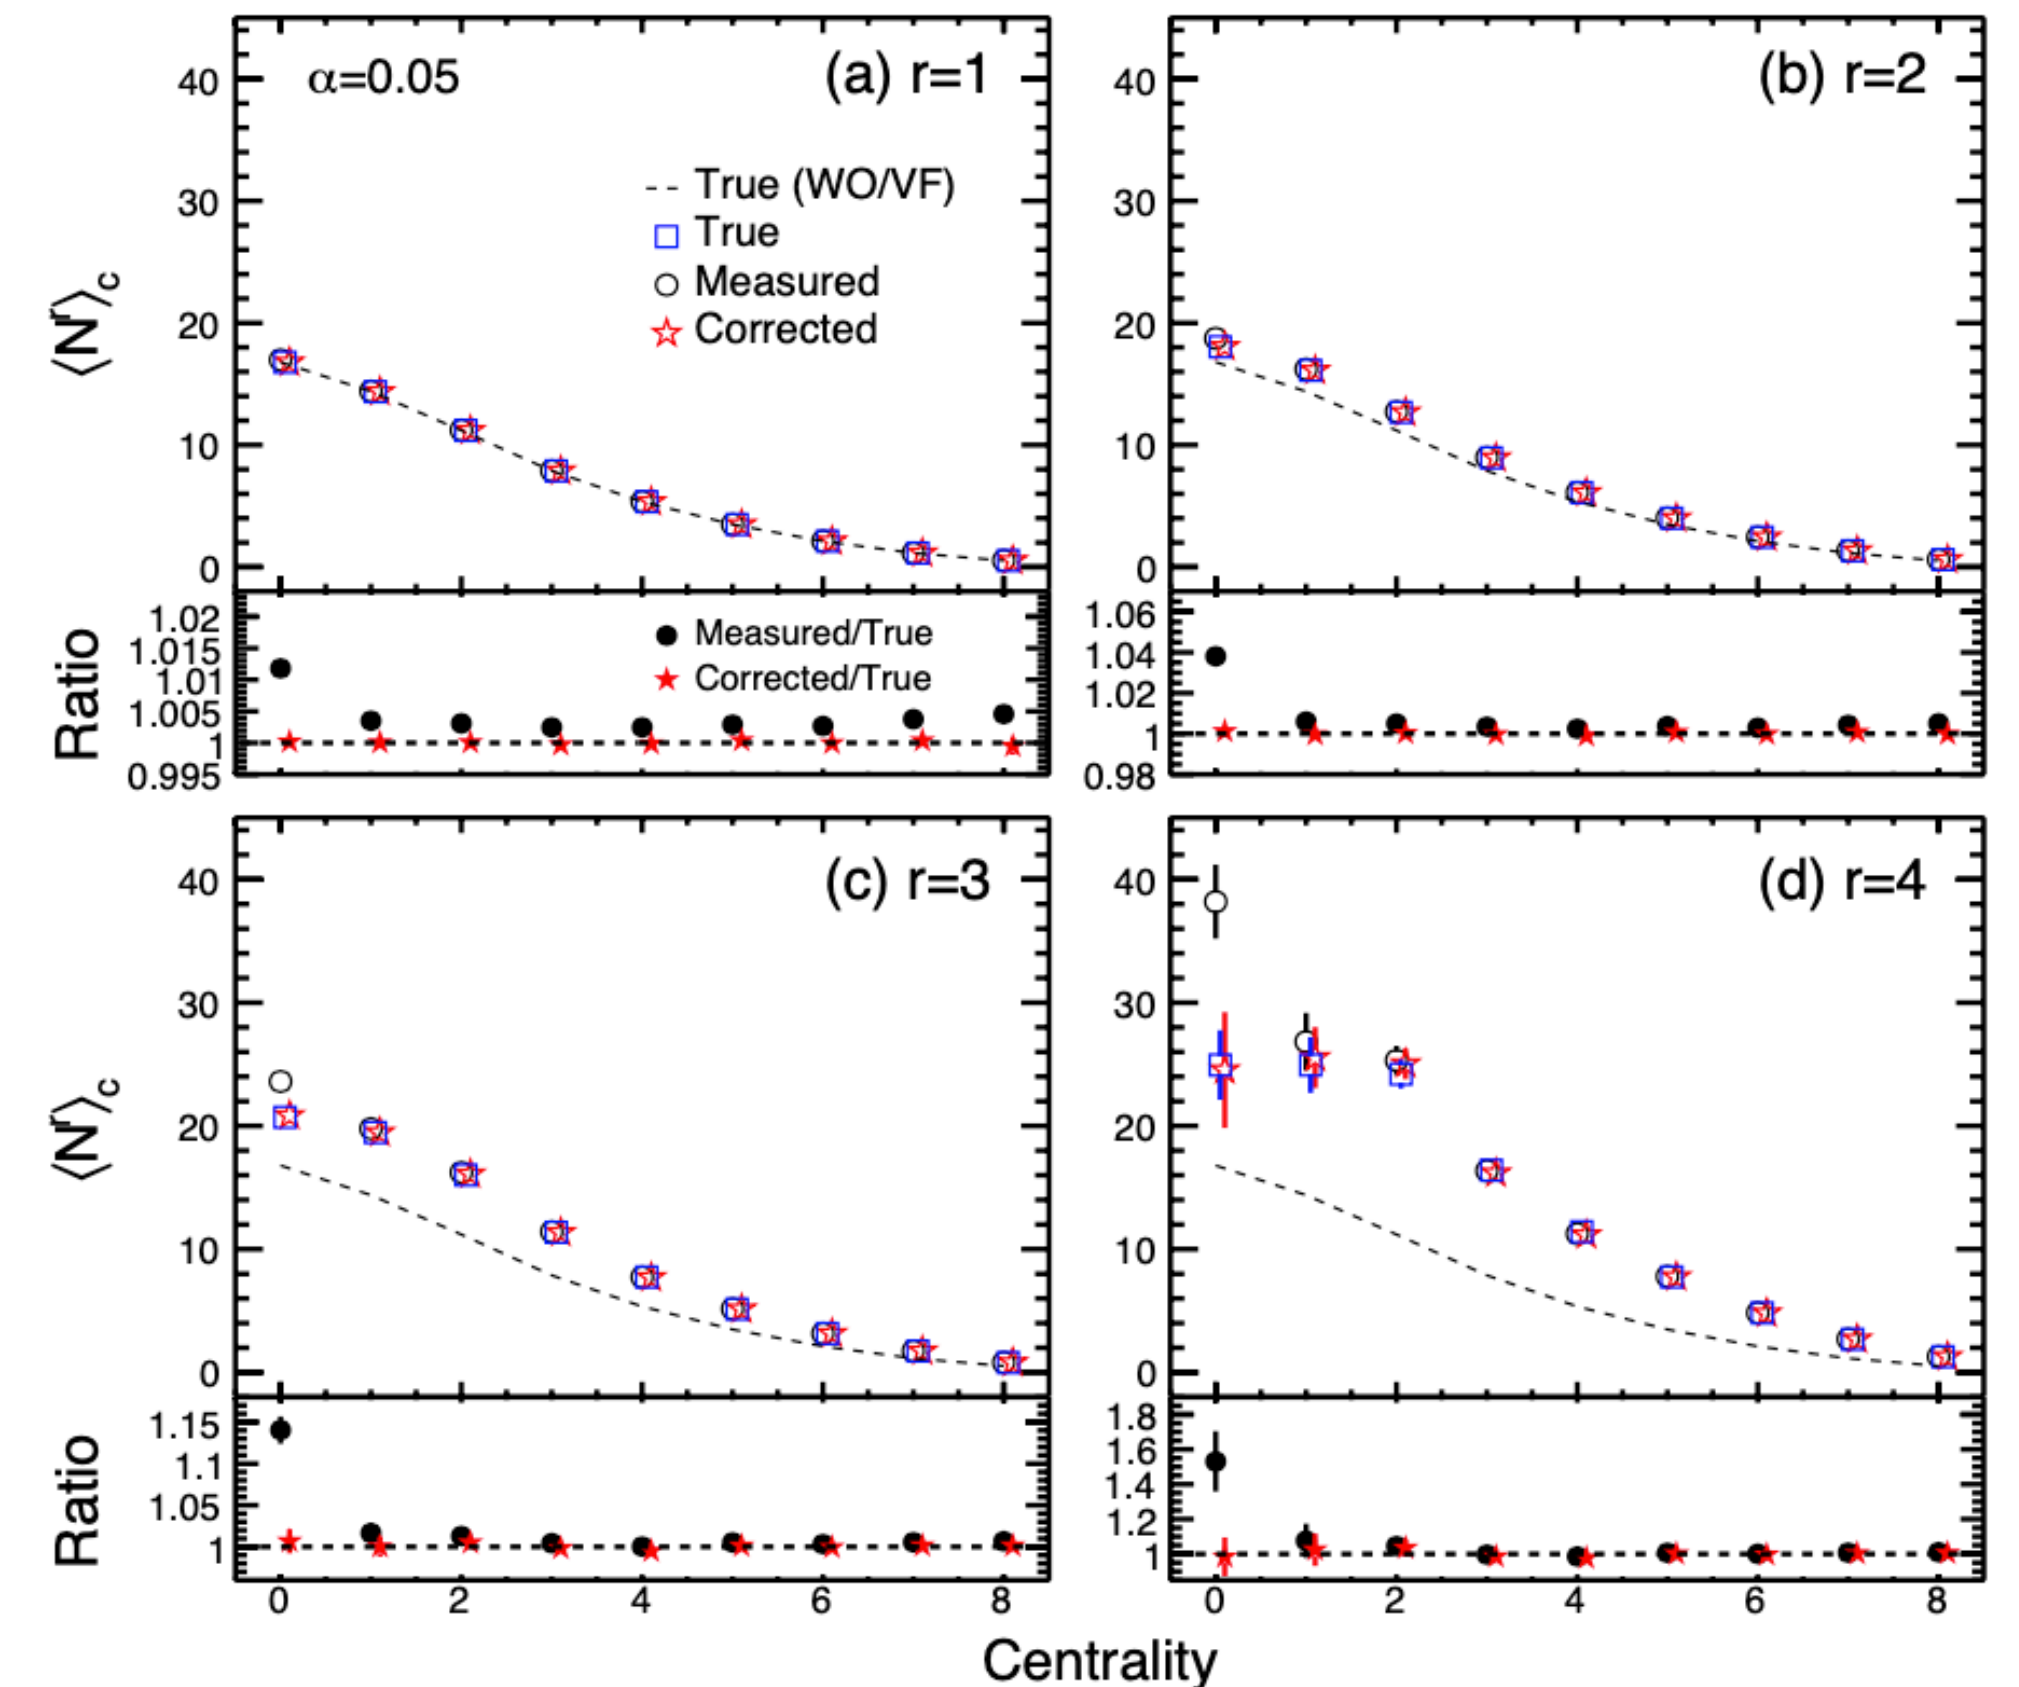 α=0.05
(a) r=1
40
30
20
10
0
⟨Nʳ⟩c
True (WO/VF)
True
Measured
Corrected
1.02
1.015
1.01
1.005
1
0.995
Ratio
Measured/True
Corrected/True
(b) r=2
40
30
20
10
0
1.06
1.04
1.02
1
0.98
(c) r=3
40
30
20
10
0
⟨Nʳ⟩c
1.15
1.1
1.05
1
Ratio
0 2 4 6 8
(d) r=4
40
30
20
10
0
1.8
1.6
1.4
1.2
1
0 2 4 6 8
Centrality